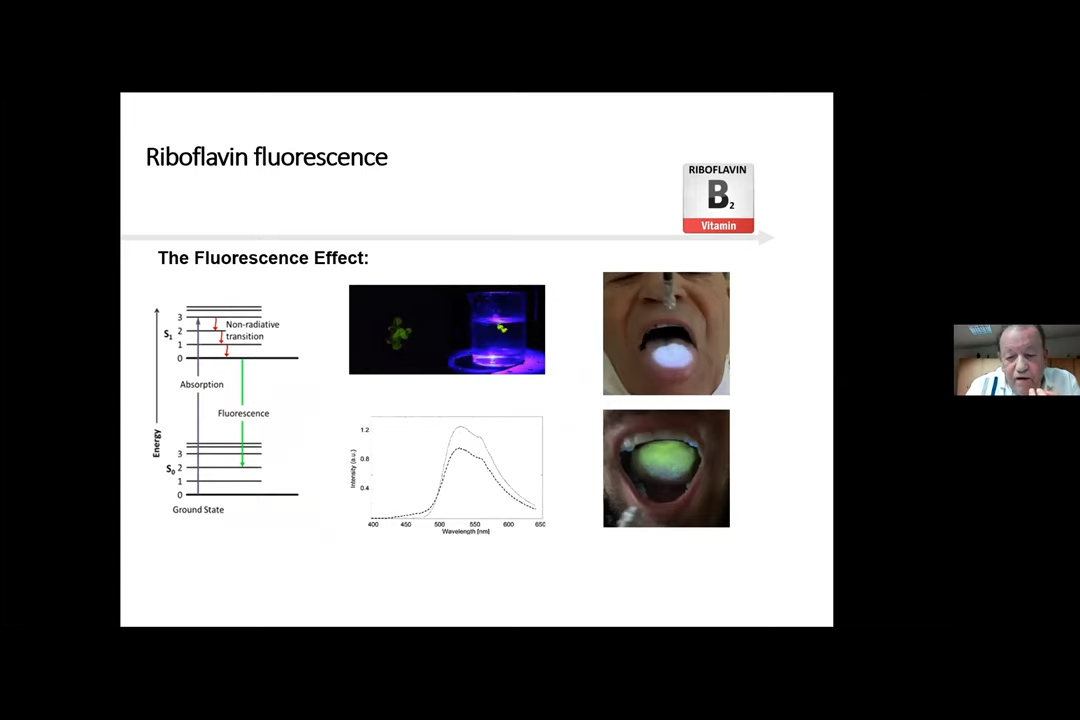 Riboflavin fluorescence
RIBOFLAVIN
B2
Vitamin
The Fluorescence Effect:
Energy
S1
3
2
1
0
Non-radiative
transition
Absorption
Fluorescence
S0
3
2
1
0
Ground State
Intensity (a.u.)
1.2
0.8
0.4
400 450 500 550 600 650
Wavelength [nm]